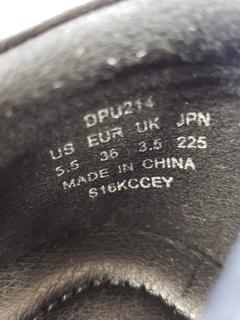 DPU214
US EUR UK JPN
5.5 36 3.5 225
MADE IN CHINA
S16KCCEY